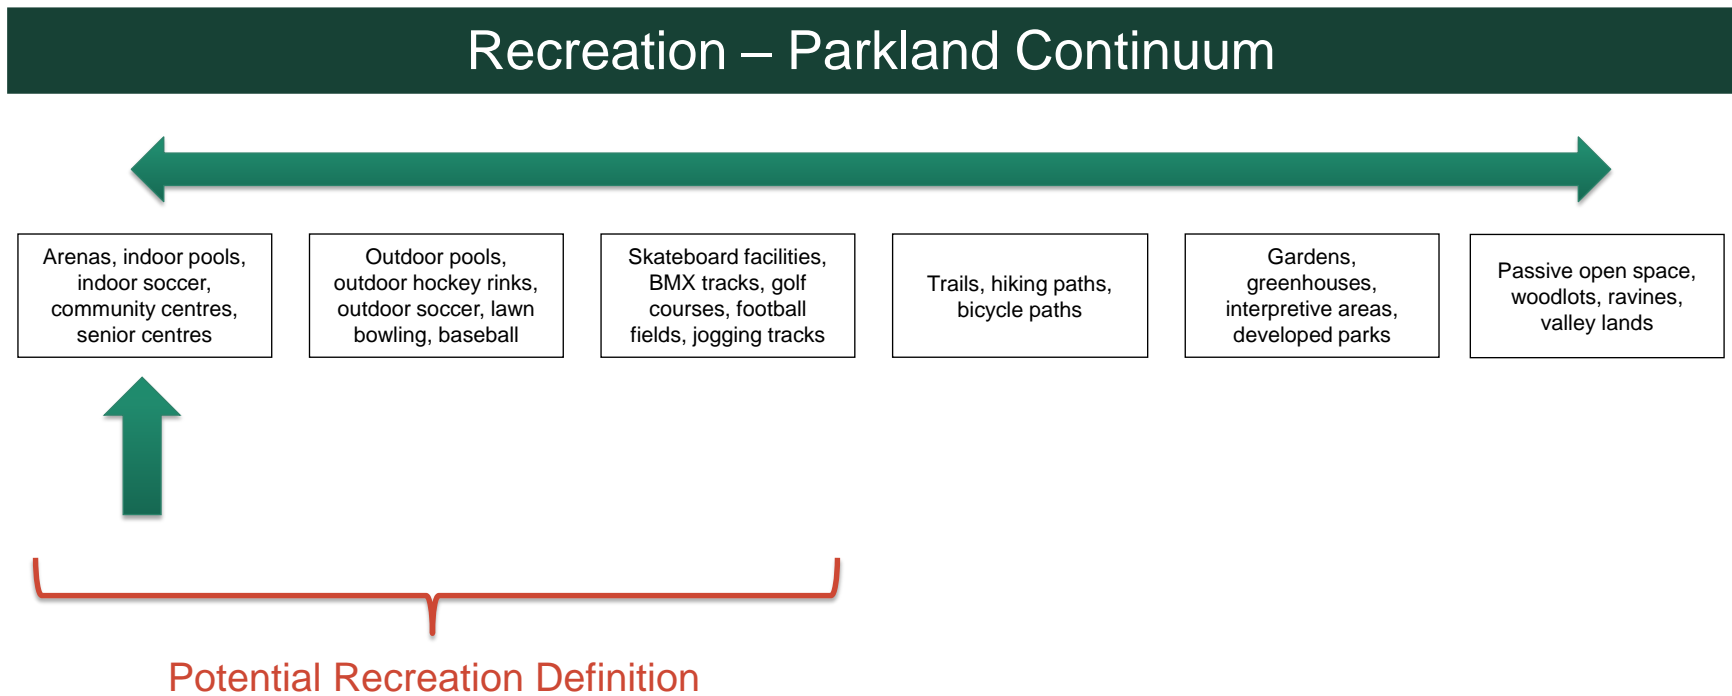 Recreation – Parkland Continuum
Arenas, indoor pools,
indoor soccer,
community centres,
senior centres
Outdoor pools,
outdoor hockey rinks,
outdoor soccer, lawn
bowling, baseball
Skateboard facilities,
BMX tracks, golf
courses, football
fields, jogging tracks
Trails, hiking paths,
bicycle paths
Gardens,
greenhouses,
interpretive areas,
developed parks
Passive open space,
woodlots, ravines,
valley lands
Potential Recreation Definition